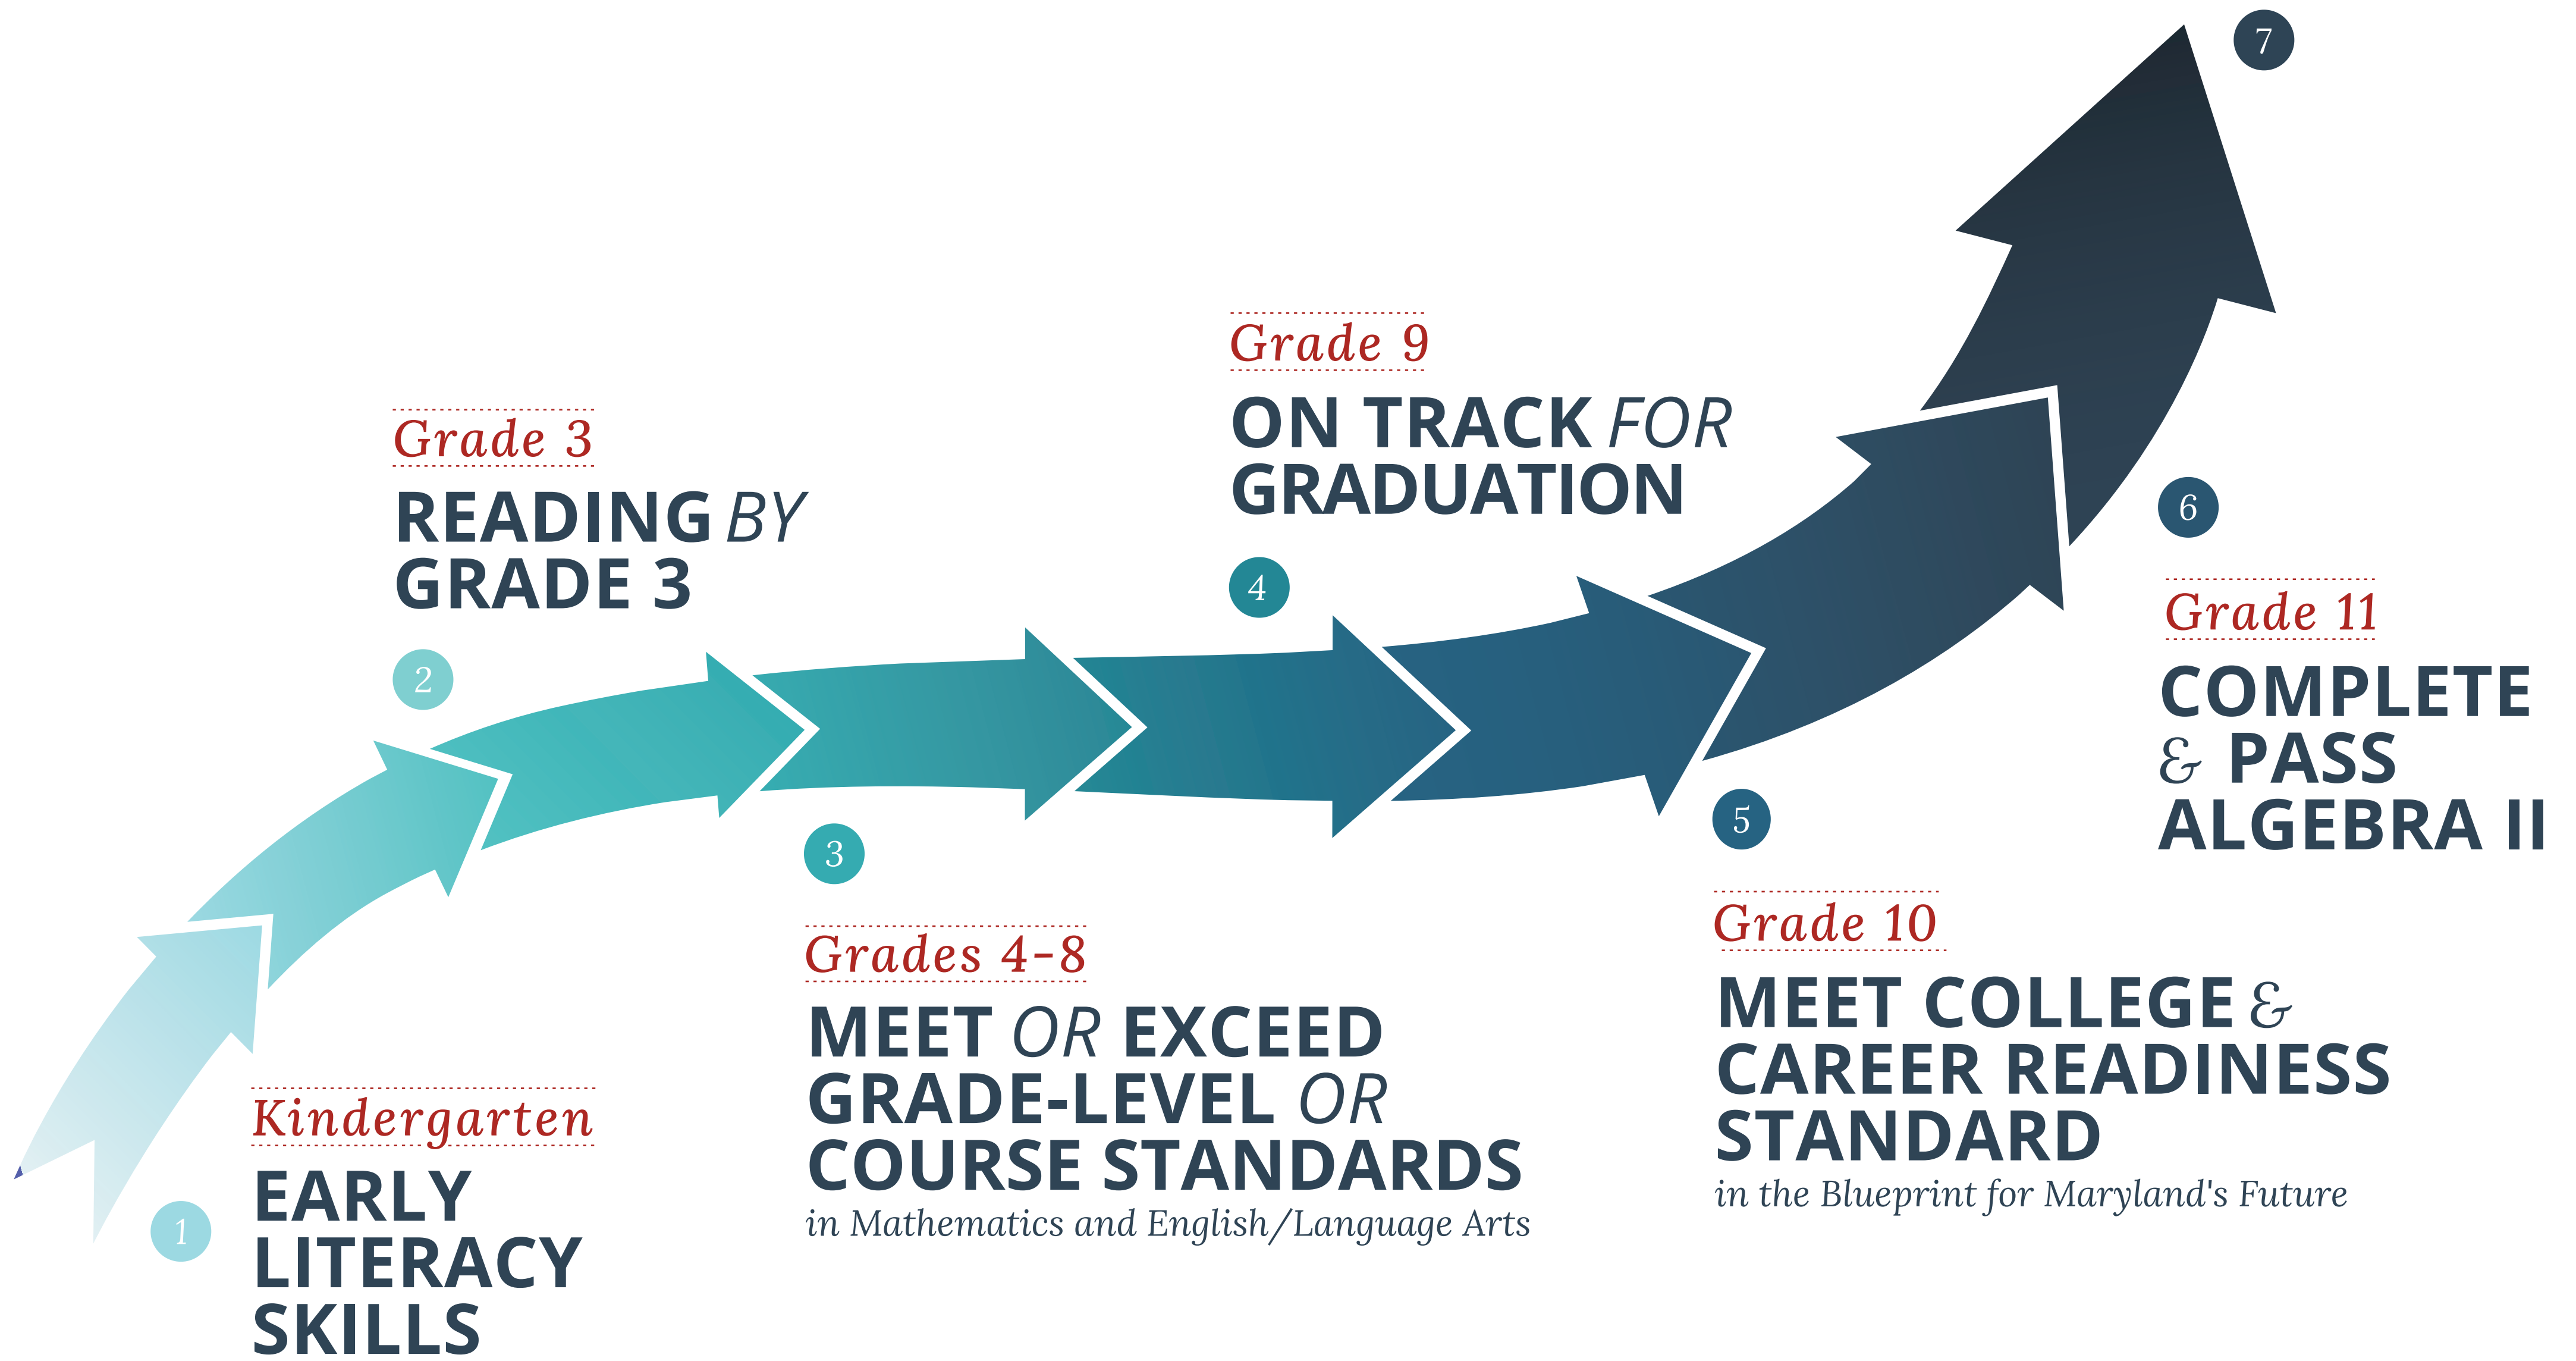 1
Kindergarten
EARLY
LITERACY
SKILLS
2
Grade 3
READING BY
GRADE 3
3
Grades 4-8
MEET OR EXCEED
GRADE-LEVEL OR
COURSE STANDARDS
in Mathematics and English/Language Arts
4
Grade 9
ON TRACK FOR
GRADUATION
5
Grade 10
MEET COLLEGE &
CAREER READINESS
STANDARD
in the Blueprint for Maryland's Future
6
Grade 11
COMPLETE
& PASS
ALGEBRA II
7